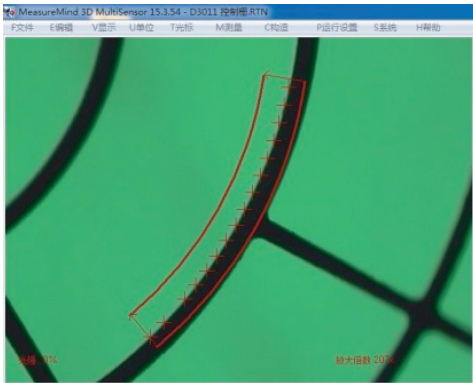 MeasureMind 3D MultiSensor 15.3.54 - D3011 控制栅.RTN
F文件 E编辑 V显示 U单位 T光标 M测量 C构造 P运行设置 S系统 H帮助
放大倍数 203